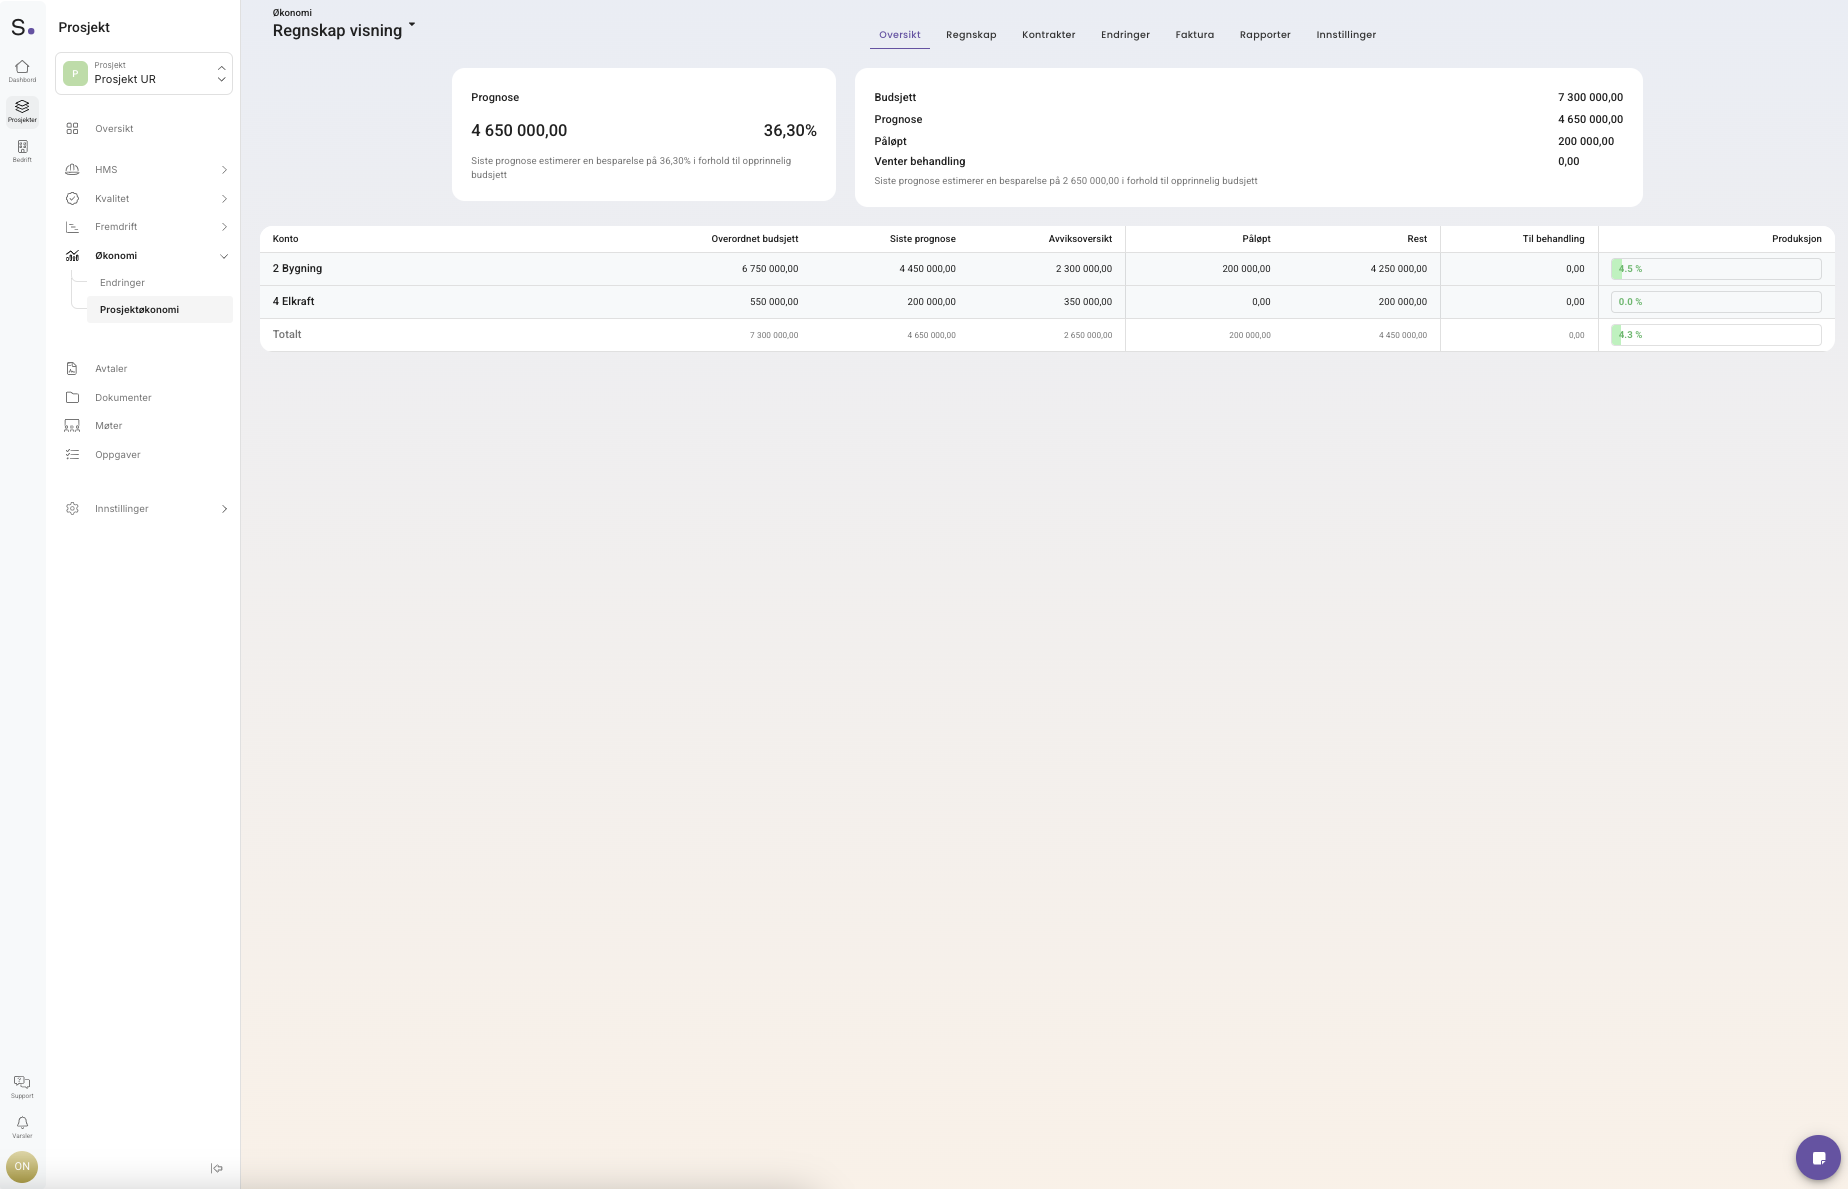 S.
Dashbord
Prosjekter
Bedrift
Support
Varsler
ON
Prosjekt
P
Prosjekt
Prosjekt UR
Oversikt
HMS
Kvalitet
Fremdrift
Økonomi
Endringer
Prosjektøkonomi
Avtaler
Dokumenter
Møter
Oppgaver
Innstillinger
Økonomi
Regnskap visning
Oversikt Regnskap Kontrakter Endringer Faktura Rapporter Innstillinger
Prognose
4 650 000,00 36,30%
Siste prognose estimerer en besparelse på 36,30% i forhold til opprinnelig
budsjett
Budsjett 7 300 000,00
Prognose 4 650 000,00
Påløpt 200 000,00
Venter behandling 0,00
Siste prognose estimerer en besparelse på 2 650 000,00 i forhold til opprinnelig budsjett
Konto Overordnet budsjett Siste prognose Avviksoversikt Påløpt Rest Til behandling Produksjon
2 Bygning 6 750 000,00 4 450 000,00 2 300 000,00 200 000,00 4 250 000,00 0,00 4.5 %
4 Elkraft 550 000,00 200 000,00 350 000,00 0,00 200 000,00 0,00 0.0 %
Totalt 7 300 000,00 4 650 000,00 2 650 000,00 200 000,00 4 450 000,00 0,00 4.3 %